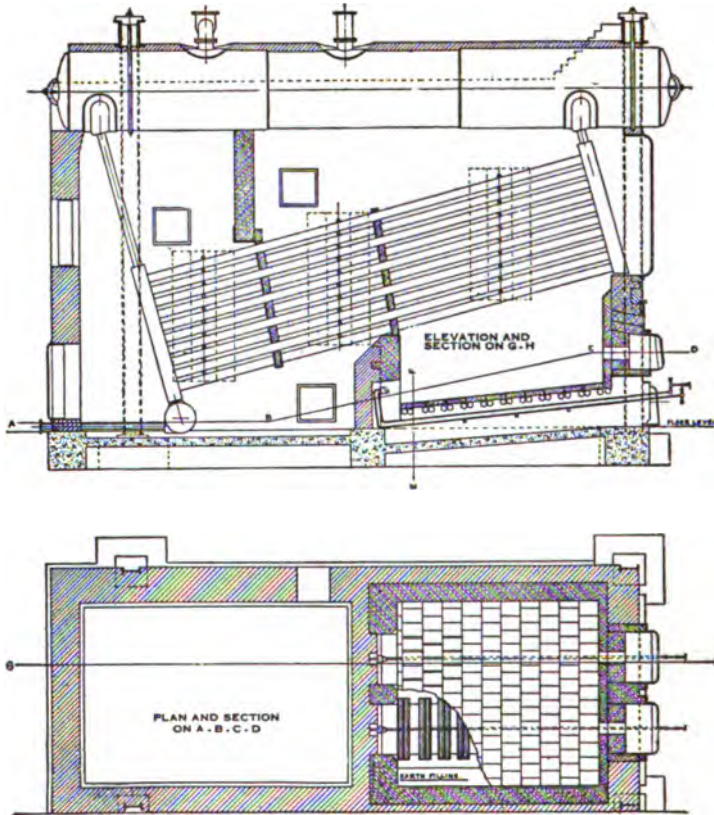 ELEVATION AND
SECTION ON G-H
C
D
A
B
FLOOR LEVEL
G
PLAN AND SECTION
ON A-B-C-D
EARTH FILLING